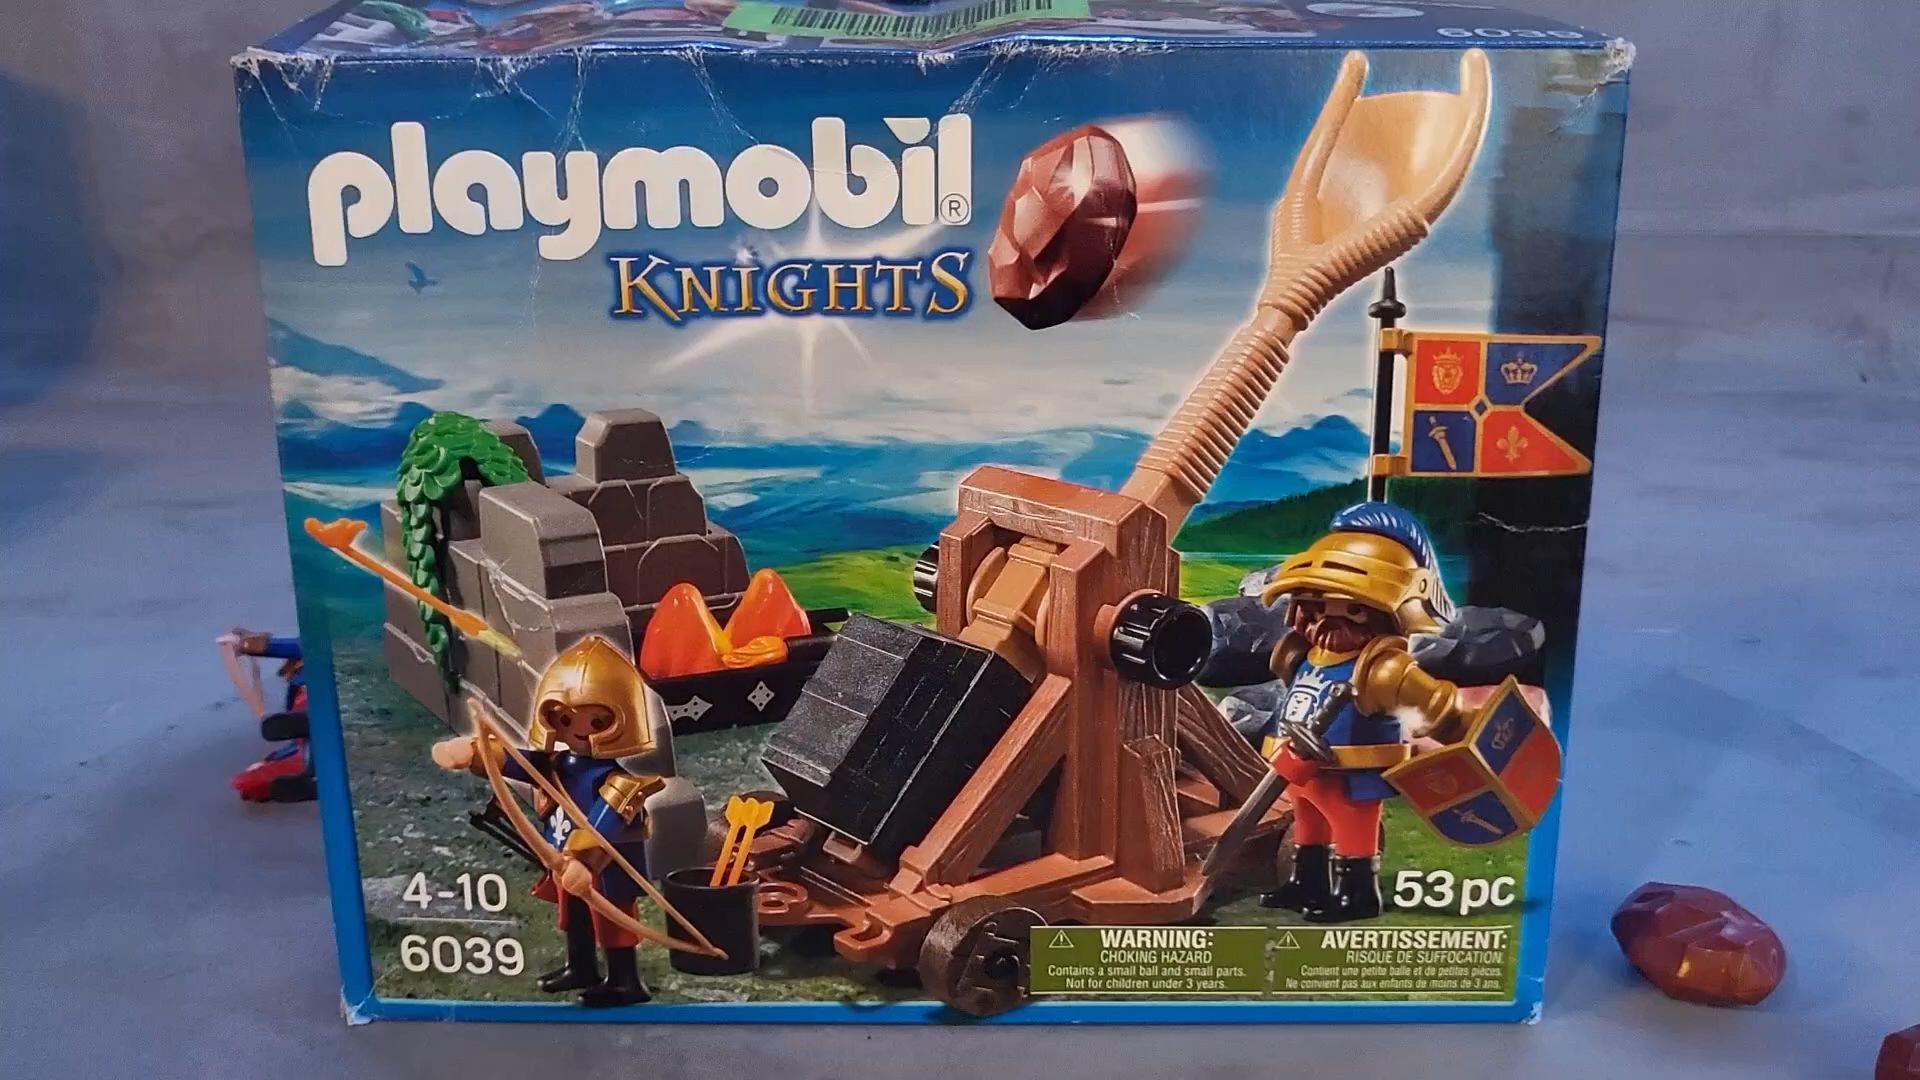 6039
playmobil®
KNIGHTS
4-10
6039
53 pc
WARNING:
CHOKING HAZARD
Contains a small ball and small parts.
Not for children under 3 years.
AVERTISSEMENT:
RISQUE DE SUFFOCATION.
Contient une petite balle et de petites pièces.
Ne convient pas aux enfants de moins de 3 ans.